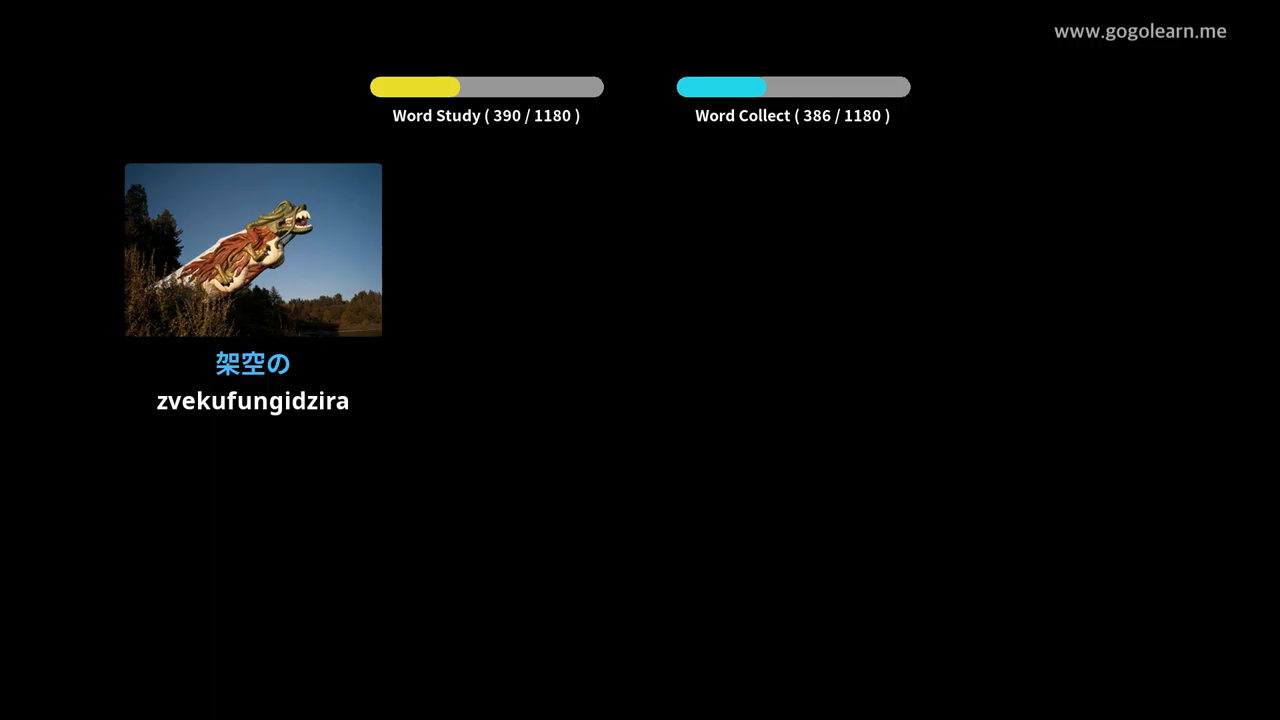 www.gogolearn.me
Word Study ( 390 / 1180 )
Word Collect ( 386 / 1180 )
架空の
zvekufungidzira